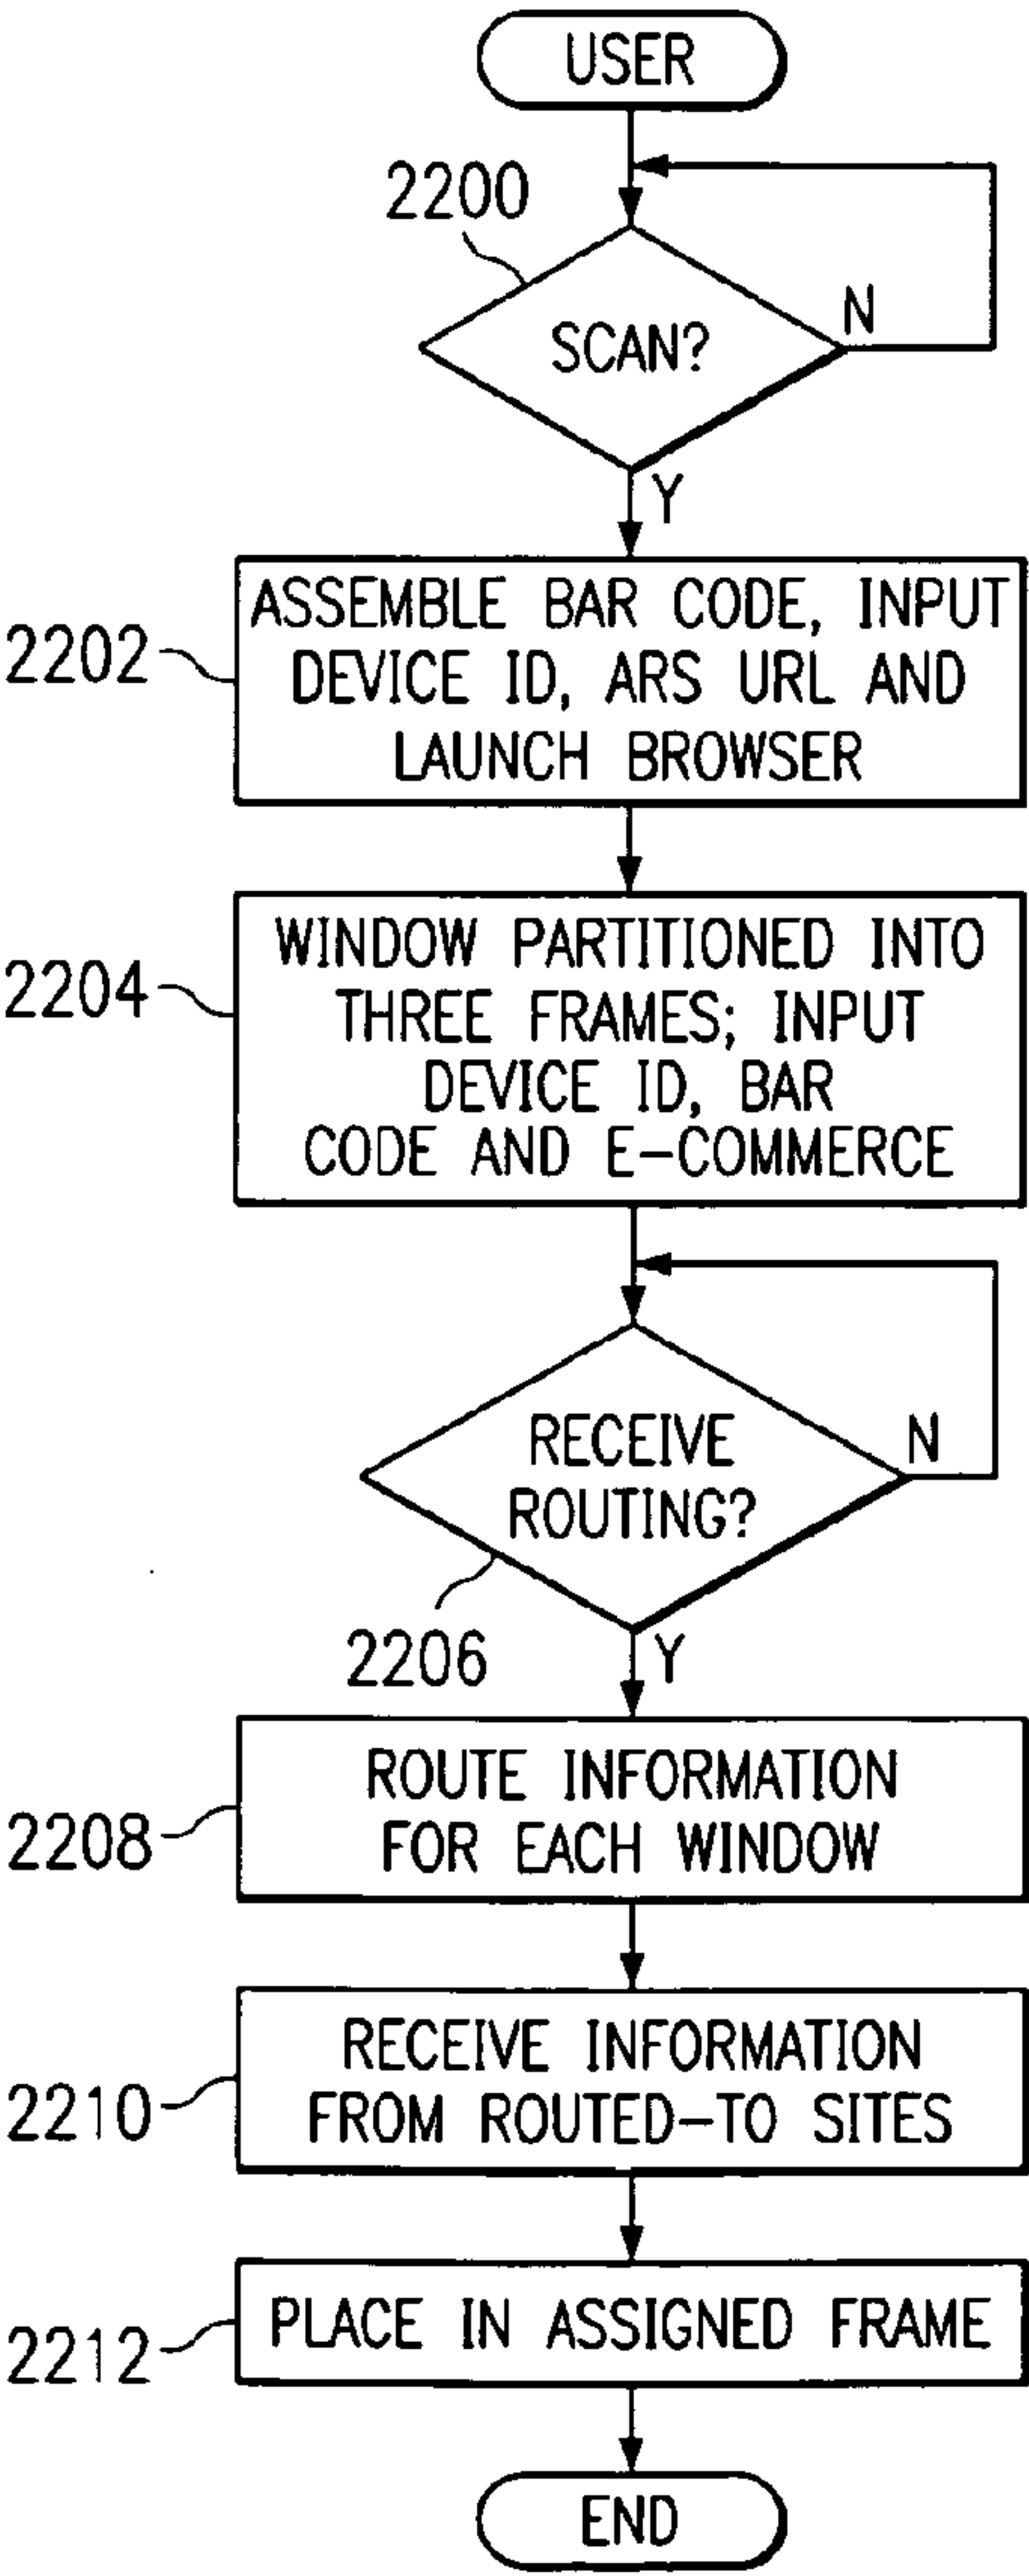 USER
2200
SCAN?
N
Y
2202
ASSEMBLE BAR CODE, INPUT
DEVICE ID, ARS URL AND
LAUNCH BROWSER
2204
WINDOW PARTITIONED INTO
THREE FRAMES; INPUT
DEVICE ID, BAR
CODE AND E-COMMERCE
RECEIVE
ROUTING?
N
2206
Y
2208
ROUTE INFORMATION
FOR EACH WINDOW
2210
RECEIVE INFORMATION
FROM ROUTED-TO SITES
2212
PLACE IN ASSIGNED FRAME
END